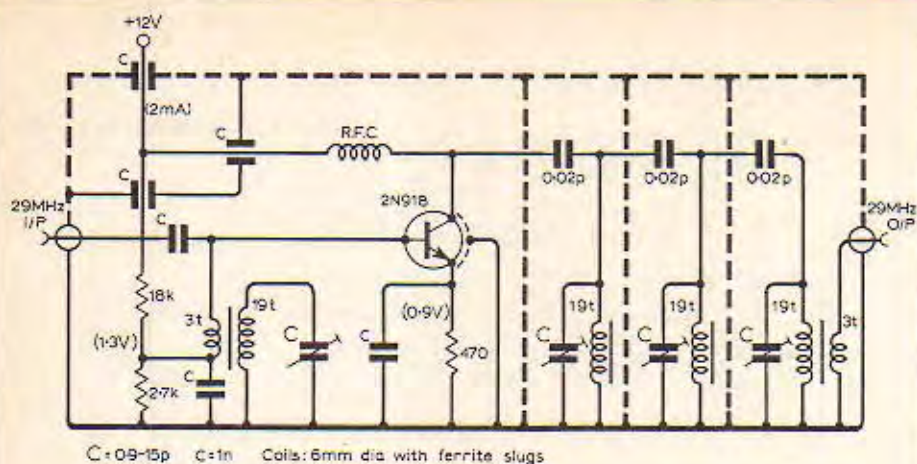 +12V
C
(2mA)
C
R.F.C.
C
0·02p
0·02p
0·02p
29MHz
I/P
2N918
29MHz
O/P
C
18k
3t
19t
(0·9V)
19t
19t
19t
3t
(1·3V)
C
C
C
470
C
C
C
2·7k
C
C=0·9-15p C=1n Coils: 6mm dia with ferrite slugs